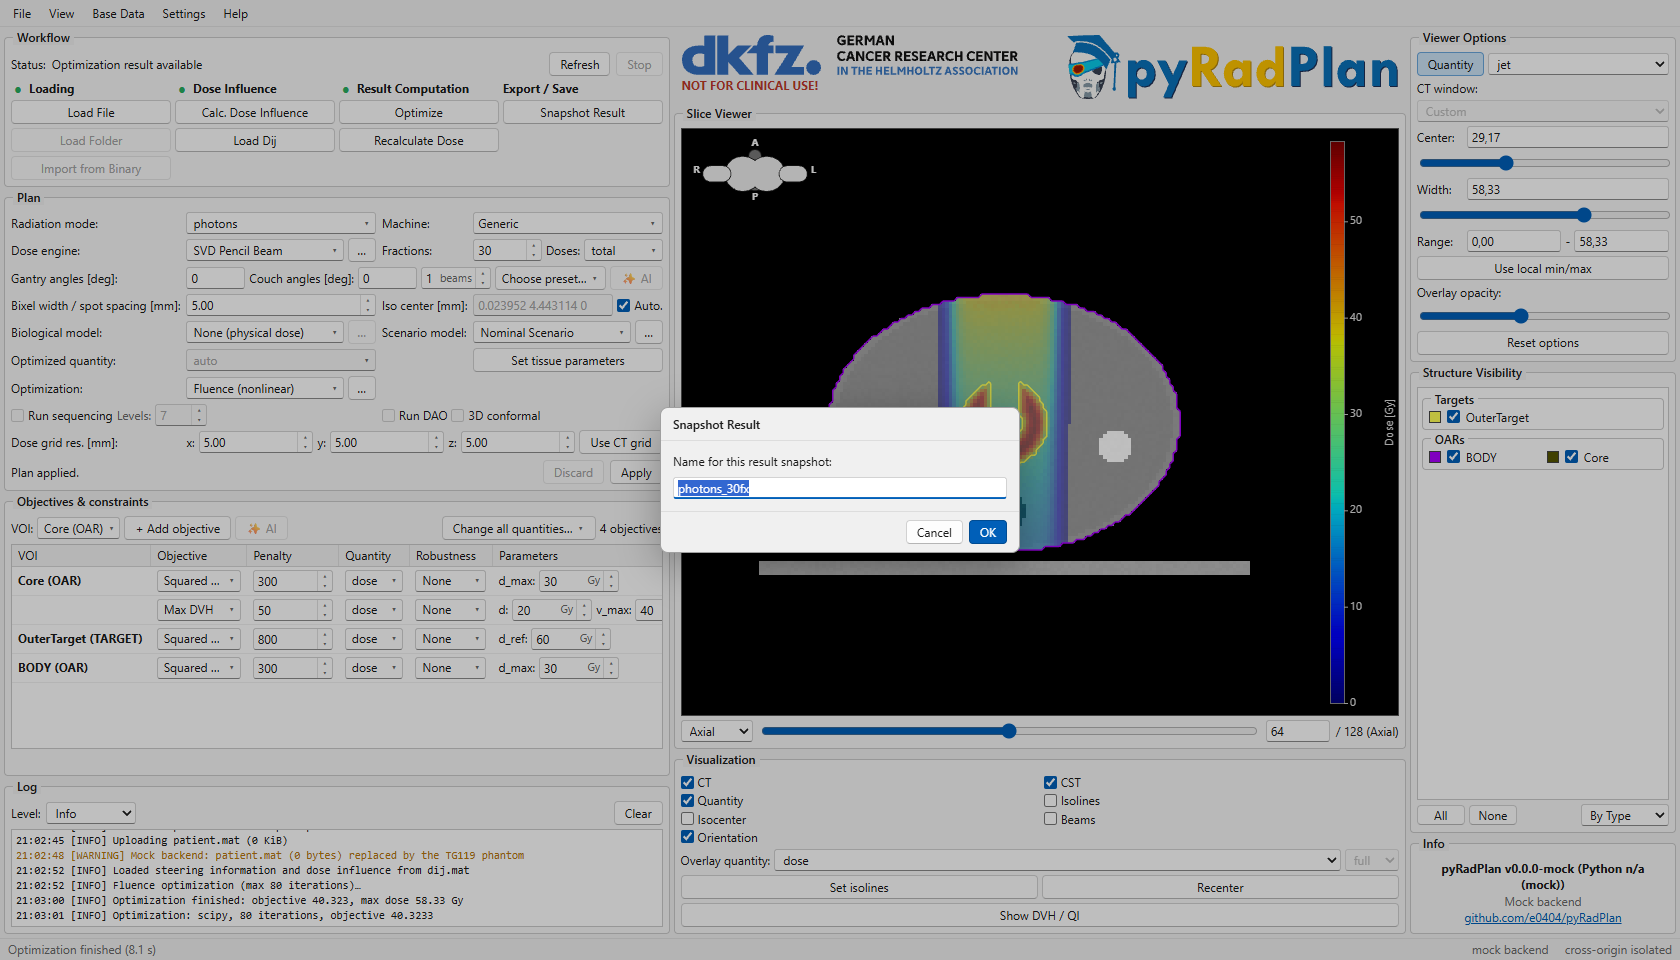 File View Base Data Settings Help
Workflow
Status: Optimization result available
Refresh Stop
Loading Dose Influence Result Computation Export / Save
Load File Calc. Dose Influence Optimize Snapshot Result
Load Folder Load Dij Recalculate Dose
Import from Binary
Plan
Radiation mode: photons Machine: Generic
Dose engine: SVD Pencil Beam ... Fractions: 30 Doses: total
Gantry angles [deg]: 0 Couch angles [deg]: 0 1 beams Choose preset... AI
Bixel width / spot spacing [mm]: 5.00 Iso center [mm]: 0.023952 4.443114 0 Auto.
Biological model: None (physical dose) ... Scenario model: Nominal Scenario ...
Optimized quantity: auto Set tissue parameters
Optimization: Fluence (nonlinear) ...
Run sequencing Levels: 7 Run DAO 3D conformal
Dose grid res. [mm]: x: 5.00 y: 5.00 z: 5.00 Use CT grid
Plan applied. Discard Apply
Objectives & constraints
VOI: Core (OAR) + Add objective AI Change all quantities... 4 objectives
VOI Objective Penalty Quantity Robustness Parameters
Core (OAR) Squared ... 300 dose None d_max: 30 Gy
Max DVH 50 dose None d: 20 Gy v_max: 40
OuterTarget (TARGET) Squared ... 800 dose None d_ref: 60 Gy
BODY (OAR) Squared ... 300 dose None d_max: 30 Gy
Log
Level: Info Clear
21:02:45 [INFO] Uploading patient.mat (0 KiB)
21:02:48 [WARNING] Mock backend: patient.mat (0 bytes) replaced by the TG119 phantom
21:02:52 [INFO] Loaded steering information and dose influence from dij.mat
21:02:52 [INFO] Fluence optimization (max 80 iterations)…
21:03:00 [INFO] Optimization finished: objective 40.323, max dose 58.33 Gy
21:03:01 [INFO] Optimization: scipy, 80 iterations, objective 40.3233
Optimization finished (8.1 s)
dkfz.
GERMAN
CANCER RESEARCH CENTER
IN THE HELMHOLTZ ASSOCIATION
NOT FOR CLINICAL USE!
pyRadPlan
Slice Viewer
A
R L
P
50
40
30
20
10
0
Dose [Gy]
Snapshot Result
Name for this result snapshot:
photons_30fx
Cancel OK
Axial 64 / 128 (Axial)
Visualization
CT CST
Quantity Isolines
Isocenter Beams
Orientation
Overlay quantity: dose full
Set isolines Recenter
Show DVH / QI
Viewer Options
Quantity jet
CT window:
Custom
Center: 29,17
Width: 58,33
Range: 0,00 - 58,33
Use local min/max
Overlay opacity:
Reset options
Structure Visibility
Targets
OuterTarget
OARs
BODY Core
All None By Type
Info
pyRadPlan v0.0.0-mock (Python n/a
(mock))
Mock backend
github.com/e0404/pyRadPlan
mock backend cross-origin isolated